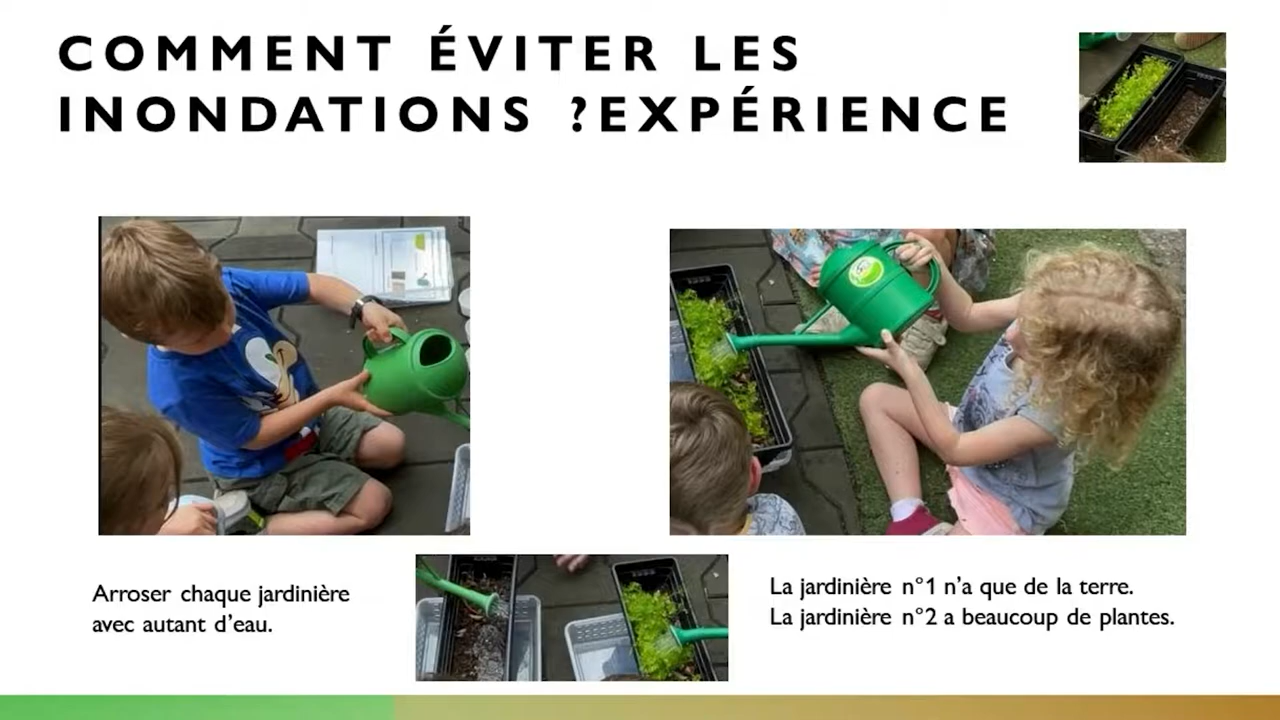 COMMENT ÉVITER LES
INONDATIONS ?EXPÉRIENCE
Arroser chaque jardinière
avec autant d'eau.
La jardinière n°1 n'a que de la terre.
La jardinière n°2 a beaucoup de plantes.